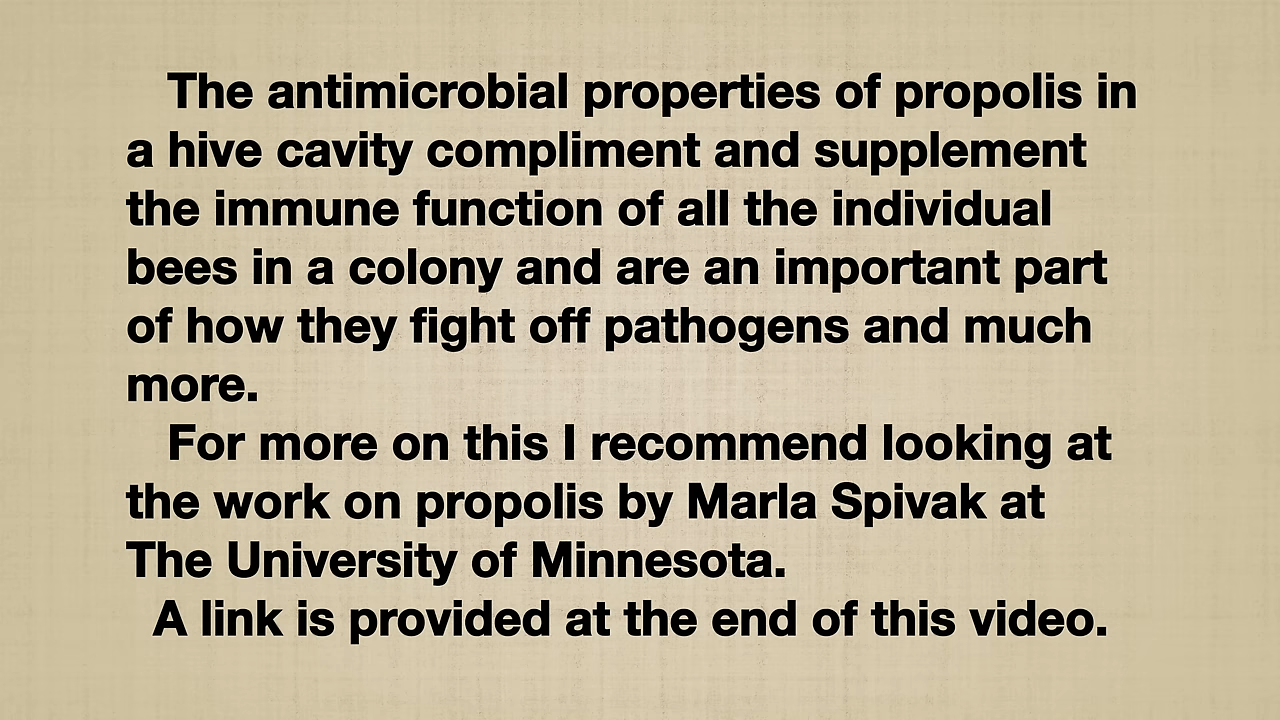 The antimicrobial properties of propolis in
a hive cavity compliment and supplement
the immune function of all the individual
bees in a colony and are an important part
of how they fight off pathogens and much
more.
For more on this I recommend looking at
the work on propolis by Marla Spivak at
The University of Minnesota.
A link is provided at the end of this video.